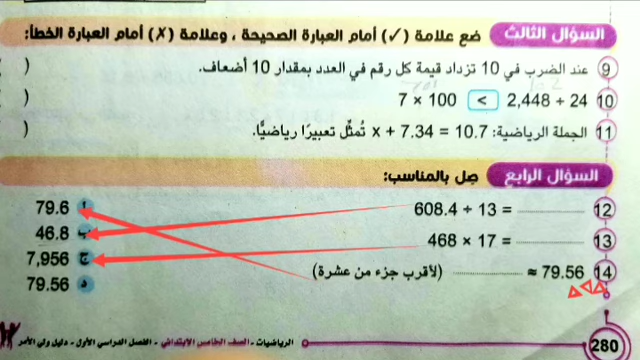 السؤال الثالث ضع علامة (✓) أمام العبارة الصحيحة ، وعلامة (✗) أمام العبارة الخطأ:
9 عند الضرب في 10 تزداد قيمة كل رقم في العدد بمقدار 10 أضعاف. ( 
10 2,448 ÷ 24 < 7 × 100 (
11 الجملة الرياضية: x + 7.34 = 10.7 تُمثِّل تعبيرًا رياضيًّا. (
السؤال الرابع صِل بالمناسب:
12 608.4 ÷ 13 = ............ أ 79.6
13 468 × 17 = ............ ب 46.8
14 79.56 ≈ ............ (لأقرب جزء من عشرة) ج 7,956
د 79.56
280 الرياضيات - الصف الخامس الابتدائي - الفصل الدراسي الأول - دليل ولي الأمر